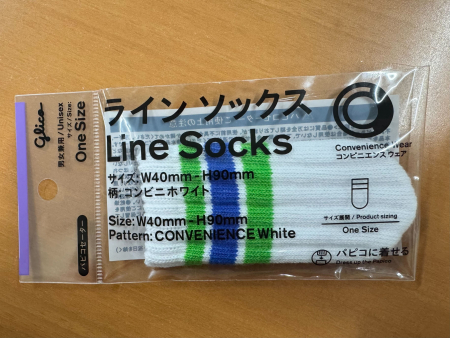 glico
男女兼用 / Unisex
サイズ / Size:
One Size
パピコセーター
ライン ソックス
Line Socks
サイズ: W40mm - H90mm
柄: コンビニホワイト
Size: W40mm - H90mm
Pattern: CONVENIENCE White
Convenience Wear
コンビニエンス ウェア
サイズ展開 / Product sizing
One Size
パピコに着せる
Dress up the Papico